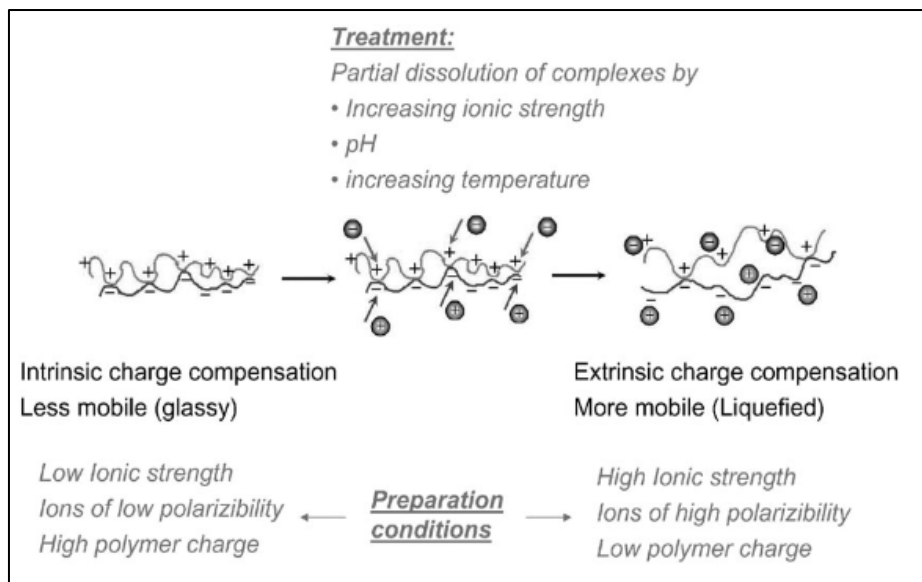 Treatment:
Partial dissolution of complexes by
• Increasing ionic strength
• pH
• increasing temperature
Intrinsic charge compensation
Less mobile (glassy)
Extrinsic charge compensation
More mobile (Liquefied)
Low Ionic strength
Ions of low polarizibility
High polymer charge
Preparation
conditions
High Ionic strength
Ions of high polarizibility
Low polymer charge